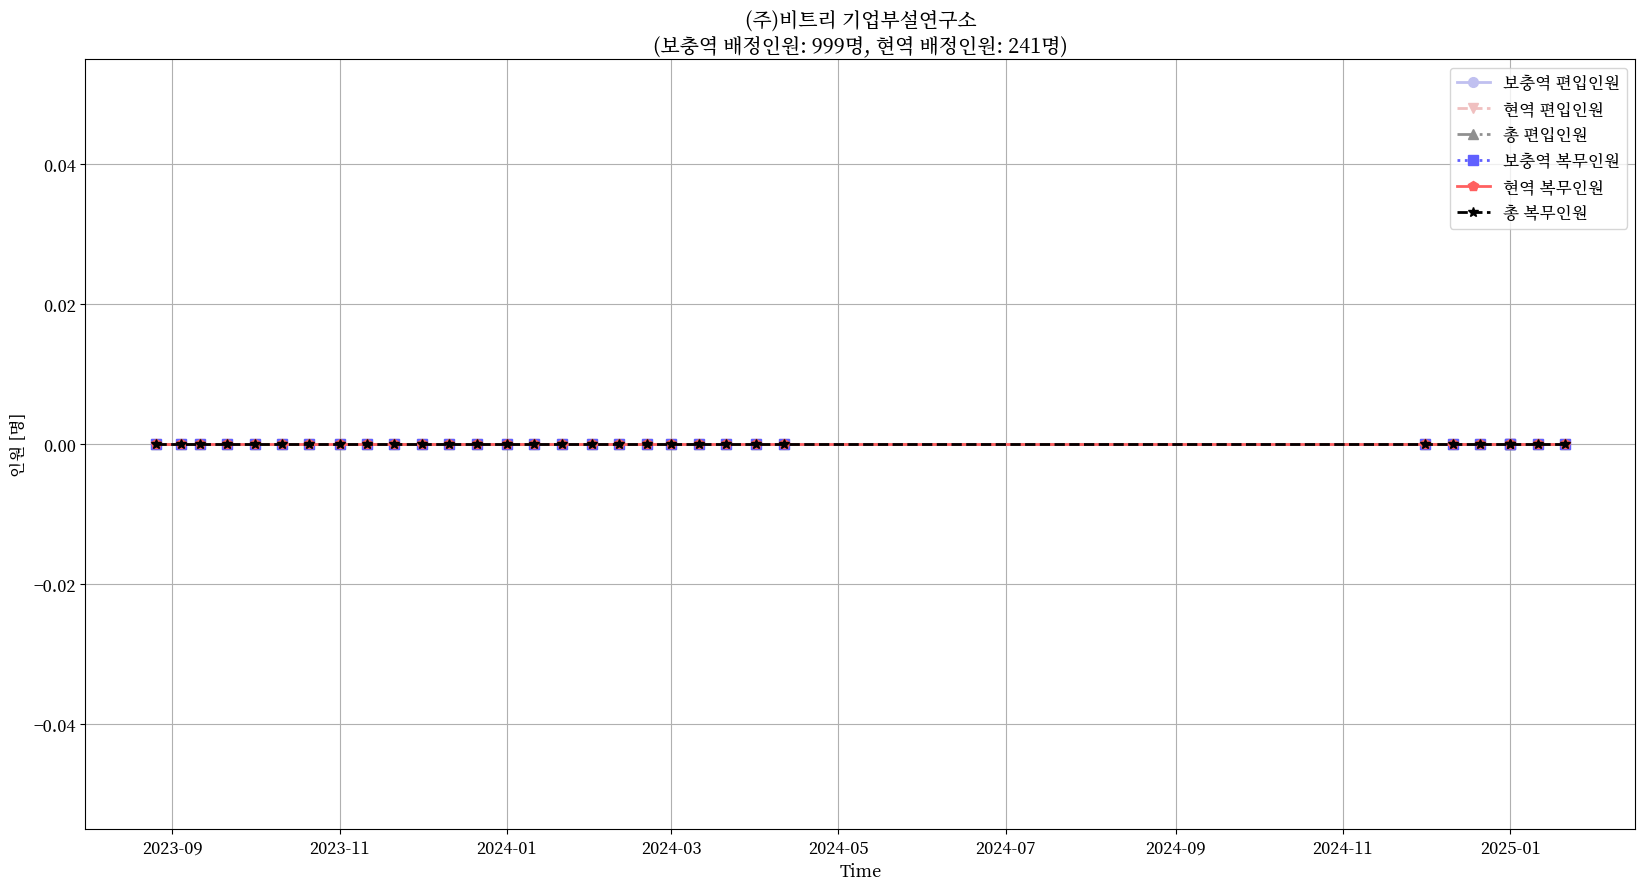 (주)비트리 기업부설연구소
(보충역 배정인원: 999명, 현역 배정인원: 241명)
보충역 편입인원
현역 편입인원
총 편입인원
보충역 복무인원
현역 복무인원
총 복무인원
0.04
0.02
0.00
−0.02
−0.04
인원 [명]
2023-09
2023-11
2024-01
2024-03
2024-05
2024-07
2024-09
2024-11
2025-01
Time